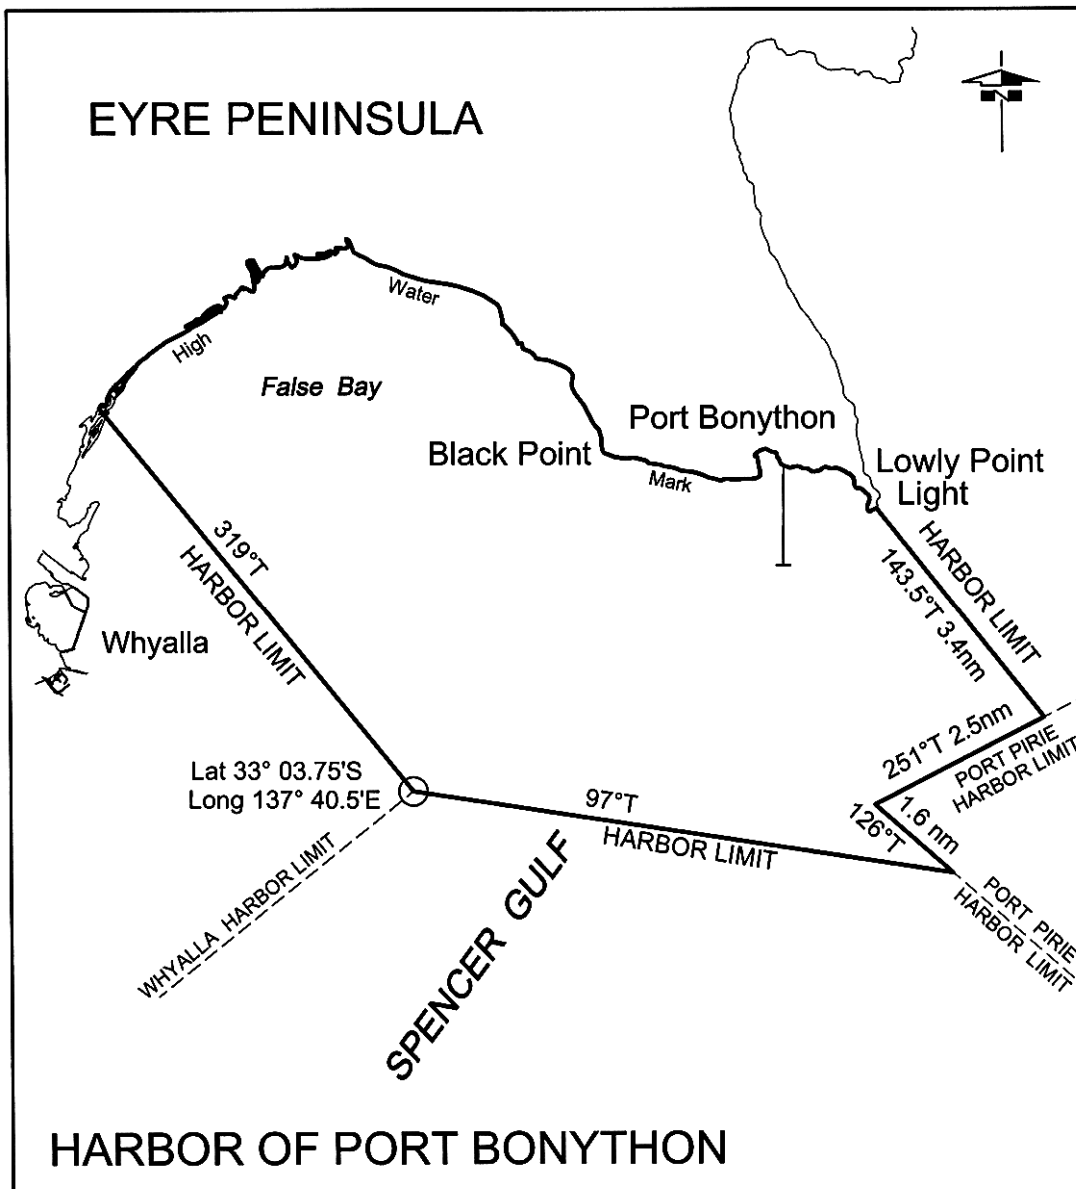 EYRE PENINSULA
N
Water
High
False Bay
Port Bonython
Black Point
Mark
Lowly Point
Light
319°T
HARBOR LIMIT
HARBOR LIMIT
143.5°T 3.4nm
Whyalla
251°T 2.5nm
PORT PIRIE
HARBOR LIMIT
Lat 33° 03.75'S
Long 137° 40.5'E
97°T
HARBOR LIMIT
1.6 nm
126°T
WHYALLA HARBOR LIMIT
SPENCER GULF
PORT PIRIE
HARBOR LIMIT
HARBOR OF PORT BONYTHON